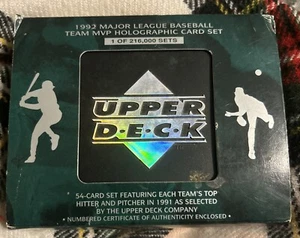 1992 MAJOR LEAGUE BASEBALL
TEAM MVP HOLOGRAPHIC CARD SET
1 OF 216,000 SETS
UPPER
D•E•C•K
54-CARD SET FEATURING EACH TEAM'S TOP
HITTER AND PITCHER IN 1991 AS SELECTED
BY THE UPPER DECK COMPANY
• NUMBERED CERTIFICATE OF AUTHENTICITY ENCLOSED •